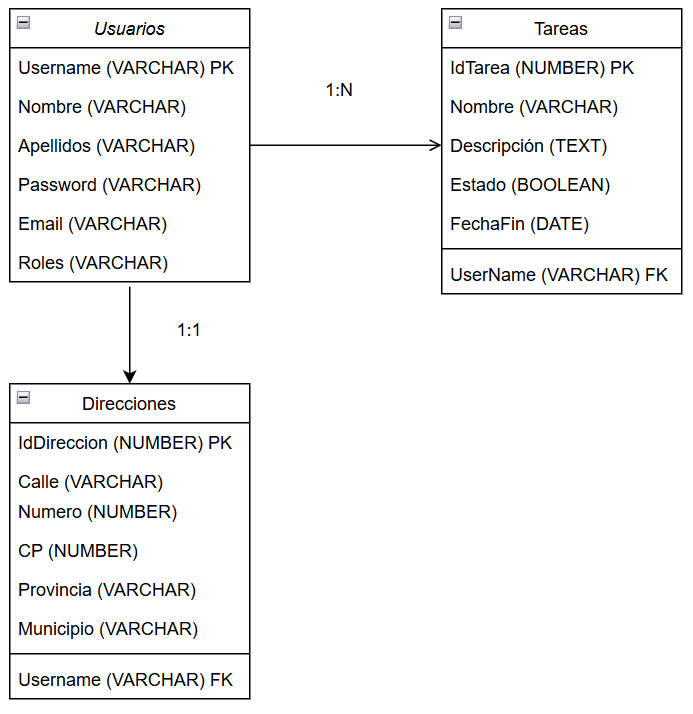 Usuarios
Username (VARCHAR) PK
Nombre (VARCHAR)
Apellidos (VARCHAR)
Password (VARCHAR)
Email (VARCHAR)
Roles (VARCHAR)
1:N
Tareas
IdTarea (NUMBER) PK
Nombre (VARCHAR)
Descripción (TEXT)
Estado (BOOLEAN)
FechaFin (DATE)
UserName (VARCHAR) FK
1:1
Direcciones
IdDireccion (NUMBER) PK
Calle (VARCHAR)
Numero (NUMBER)
CP (NUMBER)
Provincia (VARCHAR)
Municipio (VARCHAR)
Username (VARCHAR) FK